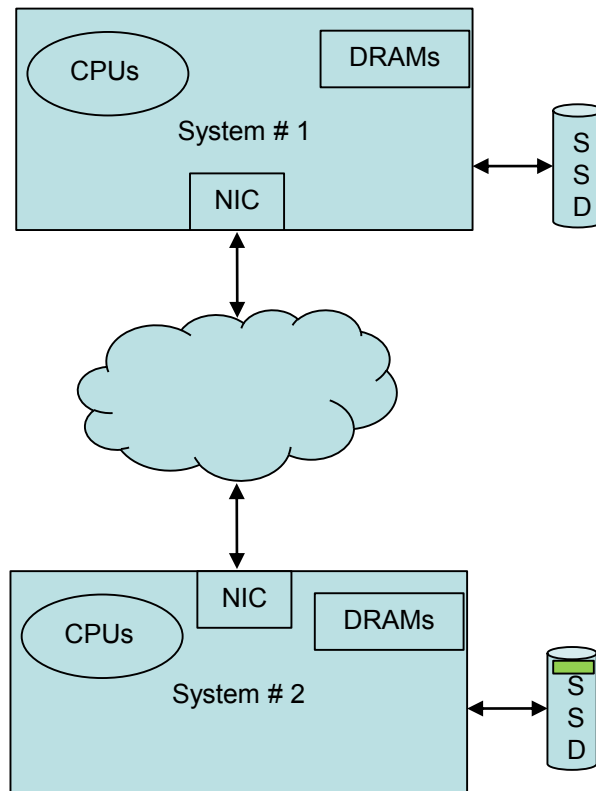 CPUs
DRAMs
System # 1
NIC
S
S
D
NIC
CPUs
DRAMs
System # 2
S
S
D